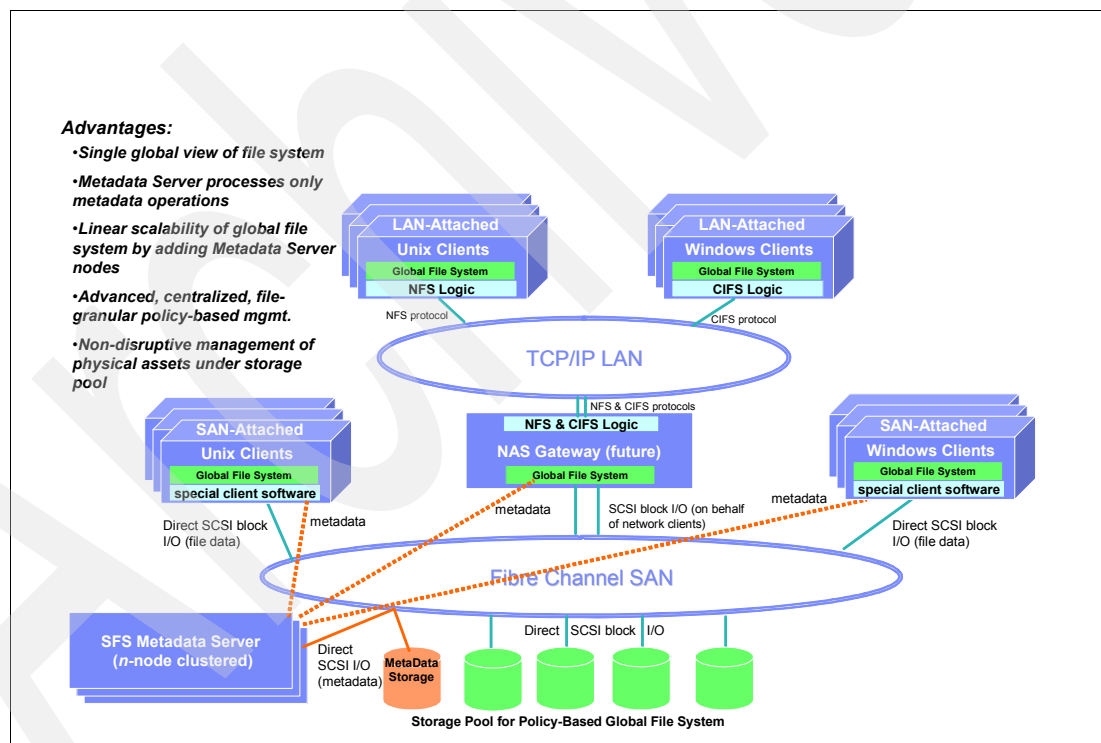 Advantages:
•Single global view of file system
•Metadata Server processes only
metadata operations
•Linear scalability of global file
system by adding Metadata Server
nodes
•Advanced, centralized, file-
granular policy-based mgmt.
•Non-disruptive management of
physical assets under storage
pool
LAN-Attached
Unix Clients
Global File System
NFS Logic
LAN-Attached
Windows Clients
Global File System
CIFS Logic
NFS protocol
CIFS protocol
TCP/IP LAN
NFS & CIFS protocols
NFS & CIFS Logic
NAS Gateway (future)
Global File System
SAN-Attached
Unix Clients
Global File System
special client software
SAN-Attached
Windows Clients
Global File System
special client software
Direct SCSI block
I/O (file data)
metadata
metadata
SCSI block I/O (on behalf
of network clients)
metadata
Direct SCSI block
I/O (file data)
Fibre Channel SAN
SFS Metadata Server
(n-node clustered)
Direct
SCSI I/O
(metadata)
MetaData
Storage
Direct SCSI block I/O
Storage Pool for Policy-Based Global File System